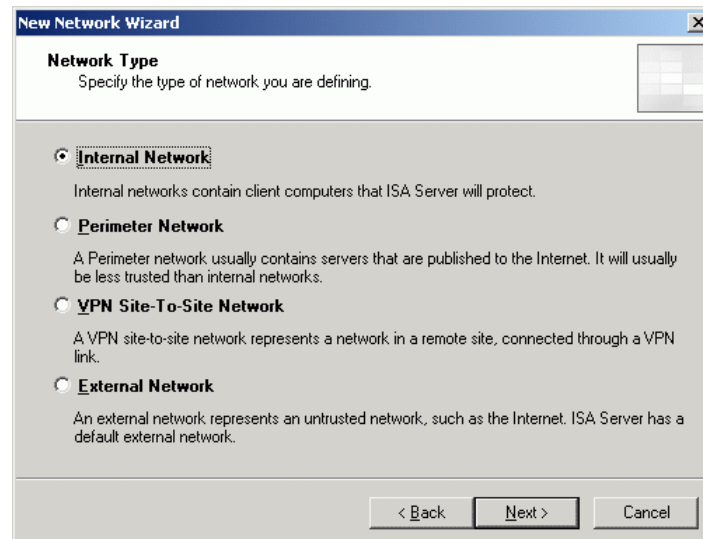 New Network Wizard
Network Type
Specify the type of network you are defining.
Internal Network
Internal networks contain client computers that ISA Server will protect.
Perimeter Network
A Perimeter network usually contains servers that are published to the Internet. It will usually
be less trusted than internal networks.
VPN Site-To-Site Network
A VPN site-to-site network represents a network in a remote site, connected through a VPN
link.
External Network
An external network represents an untrusted network, such as the Internet. ISA Server has a
default external network.
< Back Next > Cancel